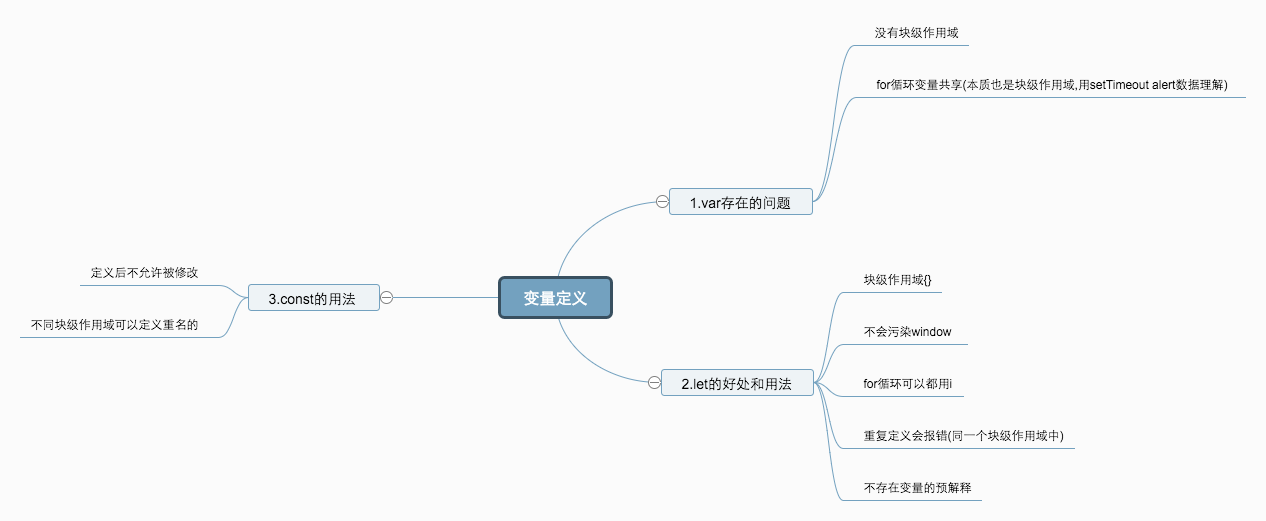 变量定义
1.var存在的问题
没有块级作用域
for循环变量共享(本质也是块级作用域,用setTimeout alert数据理解)
2.let的好处和用法
块级作用域{}
不会污染window
for循环可以都用i
重复定义会报错(同一个块级作用域中)
不存在变量的预解释
3.const的用法
定义后不允许被修改
不同块级作用域可以定义重名的